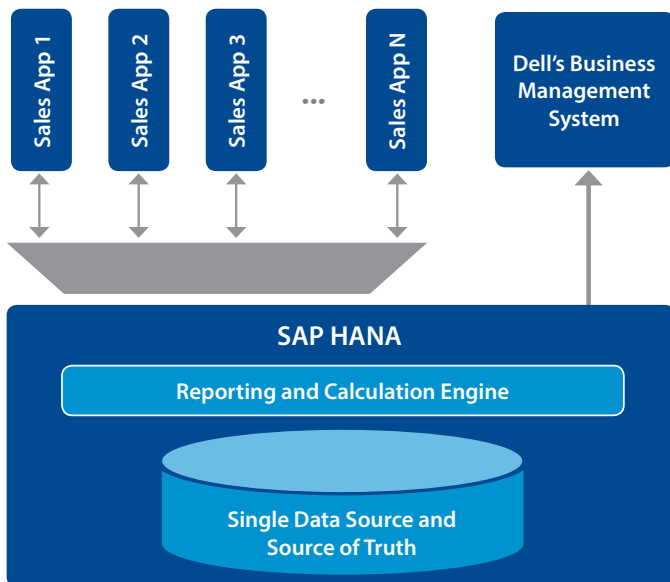 Sales App 1
Sales App 2
Sales App 3
...
Sales App N
Dell’s Business
Management
System
SAP HANA
Reporting and Calculation Engine
Single Data Source and
Source of Truth